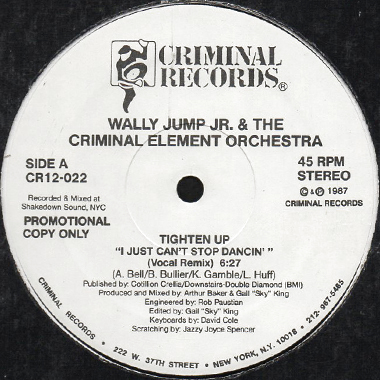 CRIMINAL
RECORDS®
WALLY JUMP JR. & THE
CRIMINAL ELEMENT ORCHESTRA
SIDE A
CR12-022
45 RPM
STEREO
Recorded & Mixed at
Shakedown Sound, NYC
© & ℗ 1987
CRIMINAL RECORDS
PROMOTIONAL
COPY ONLY
TIGHTEN UP
"I JUST CAN'T STOP DANCIN' "
(Vocal Remix) 6:27
(A. Bell/B. Bullier/K. Gamble/L. Huff)
Published by: Cotillion Crellia/Downstairs-Double Diamond (BMI)
Produced and Mixed by: Arthur Baker & Gail "Sky" King
Engineered by: Rob Paustian
Edited by: Gail "Sky" King
Keyboards by: David Cole
Scratching by: Jazzy Joyce Spencer
CRIMINAL RECORDS • 222 W. 37TH STREET • NEW YORK, N.Y. 10018 • 212-967-5485